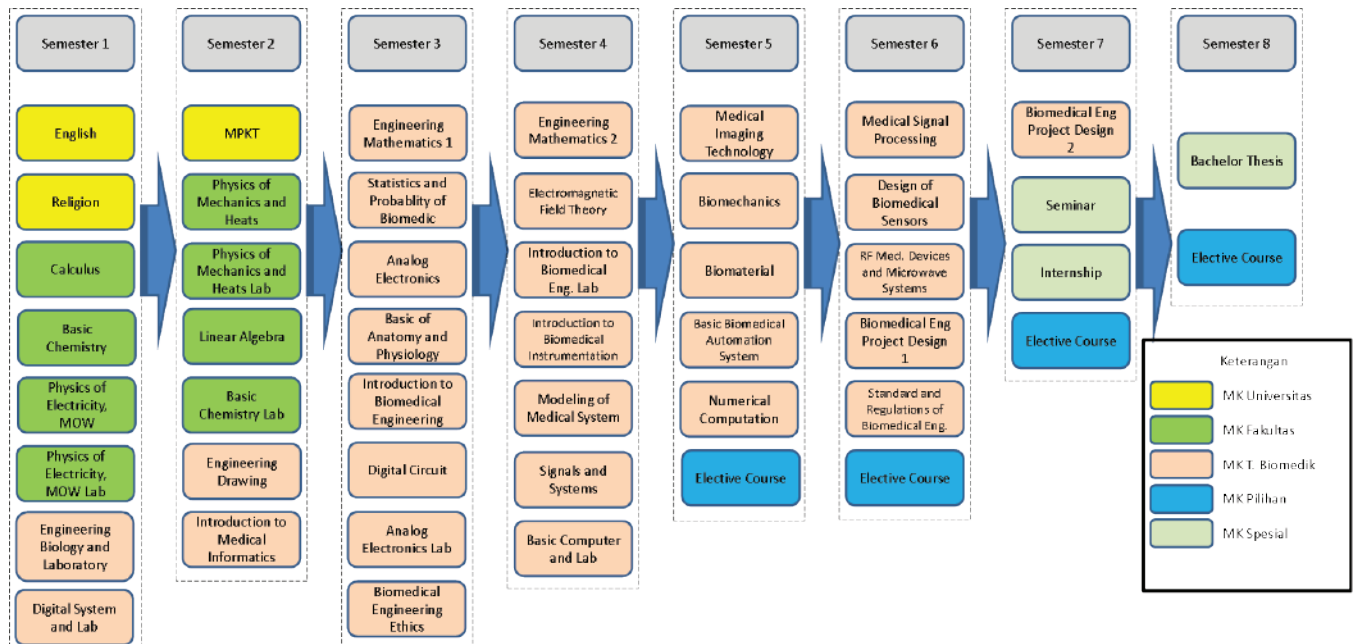 Semester 1
English
Religion
Calculus
Basic
Chemistry
Physics of
Electricity,
MOW
Physics of
Electricity,
MOW Lab
Engineering
Biology and
Laboratory
Digital System
and Lab
Semester 2
MPKT
Physics of
Mechanics and
Heats
Physics of
Mechanics and
Heats Lab
Linear Algebra
Basic
Chemistry Lab
Engineering
Drawing
Introduction to
Medical
Informatics
Semester 3
Engineering
Mathematics 1
Statistics and
Probablity of
Biomedic
Analog
Electronics
Basic of
Anatomy and
Physiology
Introduction to
Biomedical
Engineering
Digital Circuit
Analog
Electronics Lab
Biomedical
Engineering
Ethics
Semester 4
Engineering
Mathematics 2
Electromagnetic
Field Theory
Introduction to
Biomedical
Eng. Lab
Introduction to
Biomedical
Instrumentation
Modeling of
Medical System
Signals and
Systems
Basic Computer
and Lab
Semester 5
Medical
Imaging
Technology
Biomechanics
Biomaterial
Basic Biomedical
Automation
System
Numerical
Computation
Elective Course
Semester 6
Medical Signal
Processing
Design of
Biomedical
Sensors
RF Med. Devices
and Microwave
Systems
Biomedical Eng
Project Design
1
Standard and
Regulations of
Biomedical Eng.
Elective Course
Semester 7
Biomedical Eng
Project Design
2
Seminar
Internship
Elective Course
Semester 8
Bachelor Thesis
Elective Course
Keterangan
MK Universitas
MK Fakultas
MK T. Biomedik
MK Pilihan
MK Spesial